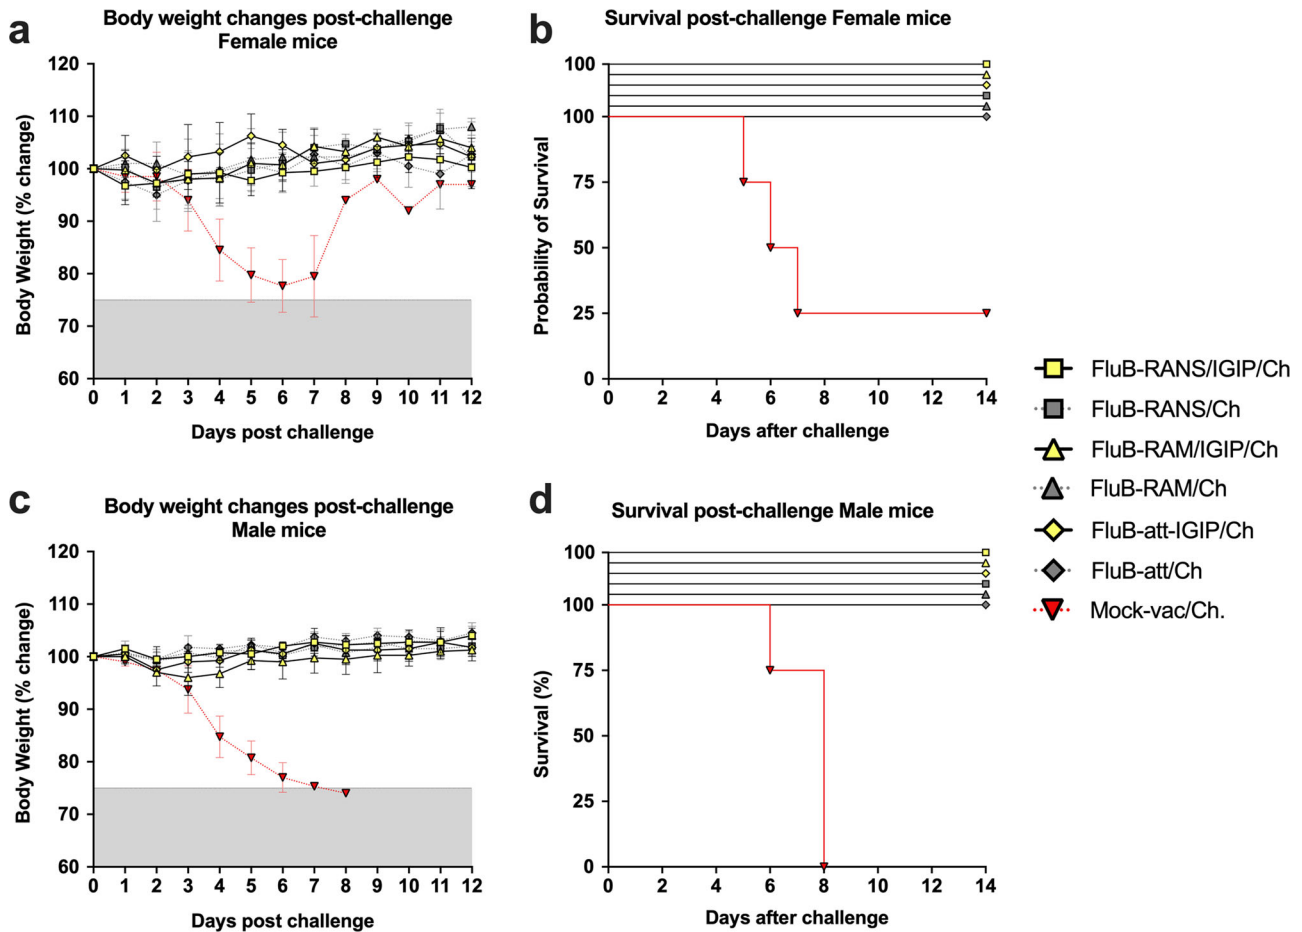 a
Body weight changes post-challenge
Female mice
120
110
100
90
80
70
60
Body Weight (% change)
0 1 2 3 4 5 6 7 8 9 10 11 12
Days post challenge
b
Survival post-challenge Female mice
100
100
75
50
25
0
Probability of Survival
0 2 4 6 8 10 12 14
Days after challenge
c
Body weight changes post-challenge
Male mice
120
110
100
90
80
70
60
Body Weight (% change)
0 1 2 3 4 5 6 7 8 9 10 11 12
Days post challenge
d
Survival post-challenge Male mice
100
100
75
50
25
0
Survival (%)
0 2 4 6 8 10 12 14
Days after challenge
FluB-RANS/IGIP/Ch
FluB-RANS/Ch
FluB-RAM/IGIP/Ch
FluB-RAM/Ch
FluB-att-IGIP/Ch
FluB-att/Ch
Mock-vac/Ch.